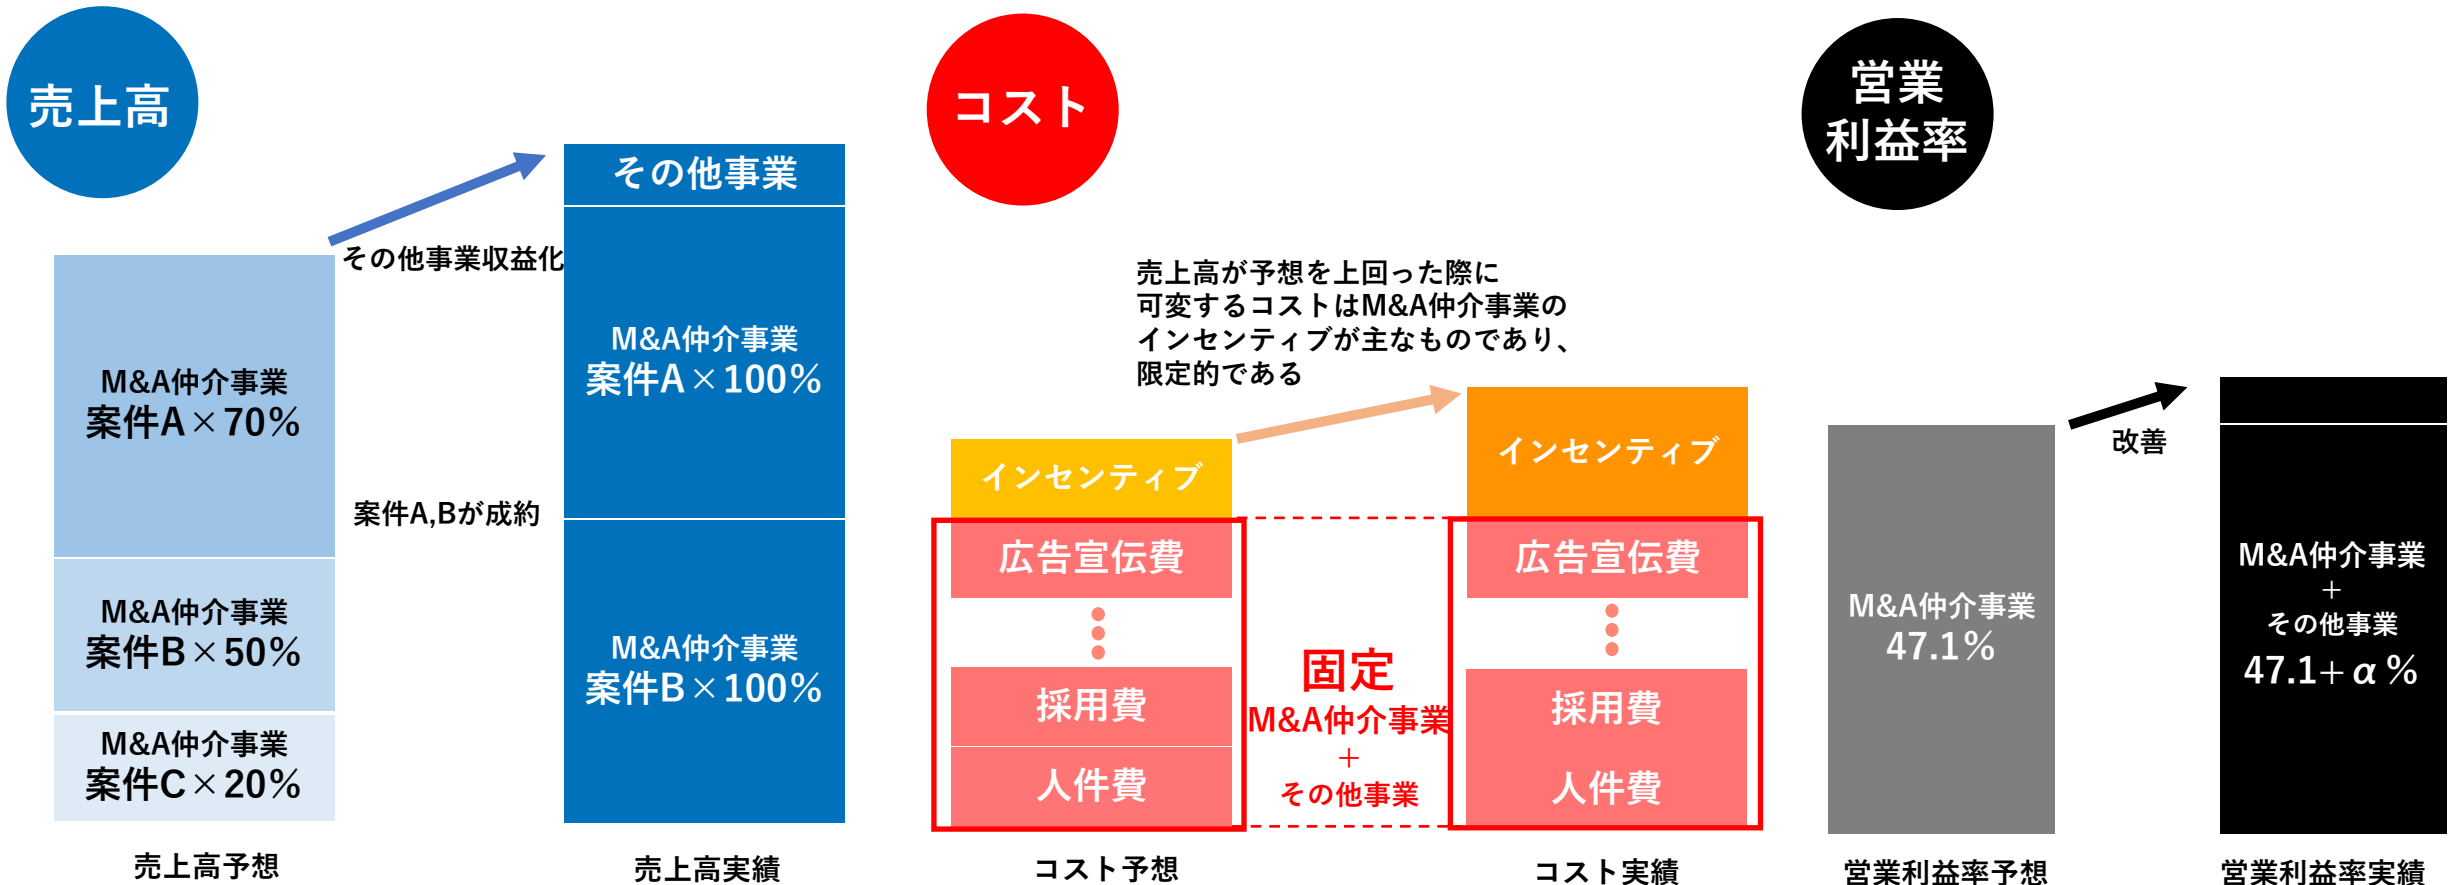 売上高
その他事業
その他事業収益化
M&A仲介事業
案件A×70%
M&A仲介事業
案件A×100%
案件A,Bが成約
M&A仲介事業
案件B×50%
M&A仲介事業
案件B×100%
M&A仲介事業
案件C×20%
売上高予想
売上高実績
コスト
売上高が予想を上回った際に
可変するコストはM&A仲介事業の
インセンティブが主なものであり、
限定的である
インセンティブ
インセンティブ
広告宣伝費
広告宣伝費
固定
M&A仲介事業
+
その他事業
採用費
採用費
人件費
人件費
コスト予想
コスト実績
営業
利益率
改善
M&A仲介事業
47.1%
M&A仲介事業
+
その他事業
47.1+α%
営業利益率予想
営業利益率実績